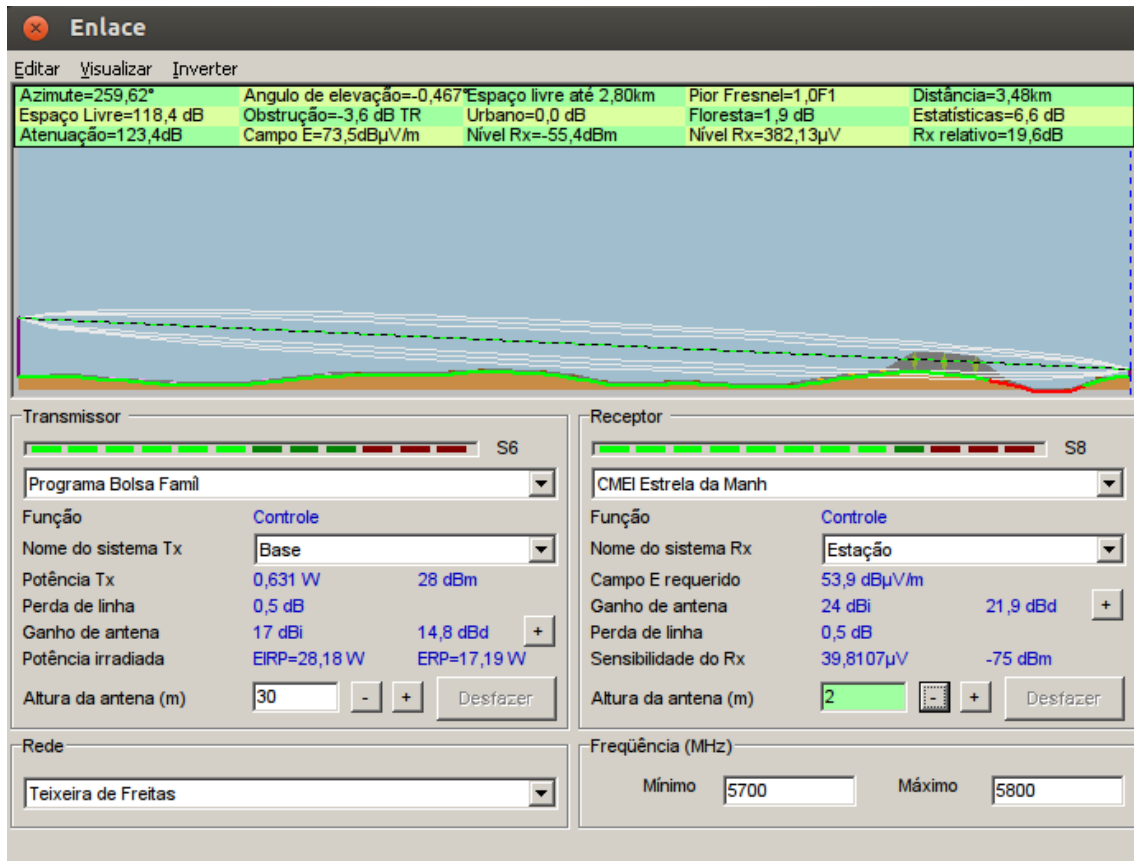 Enlace
Editar Visualizar Inverter
Azimute=259,62° Angulo de elevação=-0,467° Espaço livre até 2,80km Pior Fresnel=1,0F1 Distância=3,48km
Espaço Livre=118,4 dB Obstrução=-3,6 dB TR Urbano=0,0 dB Floresta=1,9 dB Estatísticas=6,6 dB
Atenuação=123,4dB Campo E=73,5dBµV/m Nível Rx=-55,4dBm Nível Rx=382,13µV Rx relativo=19,6dB
Transmissor
S6
Programa Bolsa Famíl
Função Controle
Nome do sistema Tx Base
Potência Tx 0,631 W 28 dBm
Perda de linha 0,5 dB
Ganho de antena 17 dBi 14,8 dBd +
Potência irradiada EIRP=28,18 W ERP=17,19 W
Altura da antena (m) 30 - + Desfazer
Rede
Teixeira de Freitas
Receptor
S8
CMEI Estrela da Manh
Função Controle
Nome do sistema Rx Estação
Campo E requerido 53,9 dBµV/m
Ganho de antena 24 dBi 21,9 dBd +
Perda de linha 0,5 dB
Sensibilidade do Rx 39,8107µV -75 dBm
Altura da antena (m) 2 - + Desfazer
Freqüência (MHz)
Mínimo 5700 Máximo 5800